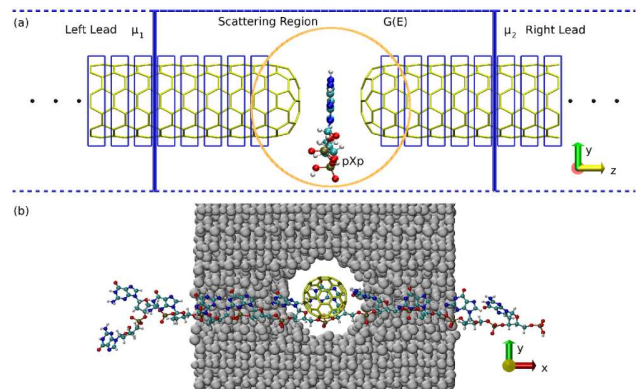 (a) Left Lead μ1 Scattering Region G(E) μ2 Right Lead
pXp
y
z
(b)
y
x